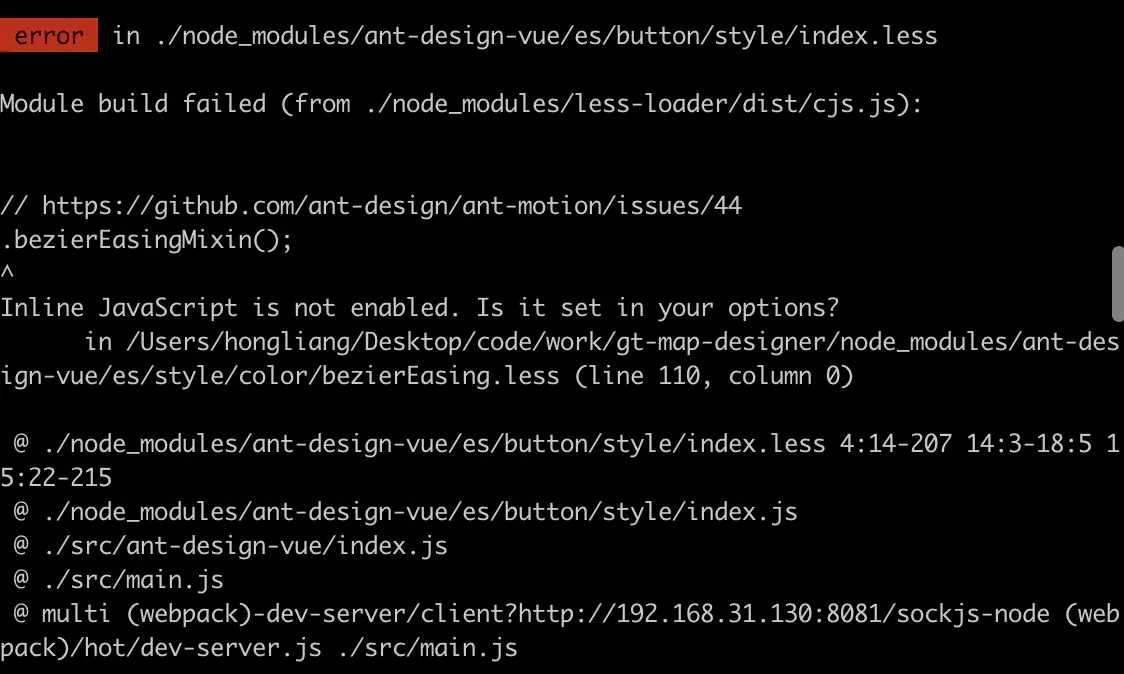 error in ./node_modules/ant-design-vue/es/button/style/index.less
Module build failed (from ./node_modules/less-loader/dist/cjs.js):
// https://github.com/ant-design/ant-motion/issues/44
.bezierEasingMixin();
^
Inline JavaScript is not enabled. Is it set in your options?
in /Users/hongliang/Desktop/code/work/gt-map-designer/node_modules/ant-des
ign-vue/es/style/color/bezierEasing.less (line 110, column 0)
@ ./node_modules/ant-design-vue/es/button/style/index.less 4:14-207 14:3-18:5 1
5:22-215
@ ./node_modules/ant-design-vue/es/button/style/index.js
@ ./src/ant-design-vue/index.js
@ ./src/main.js
@ multi (webpack)-dev-server/client?http://192.168.31.130:8081/sockjs-node (web
pack)/hot/dev-server.js ./src/main.js